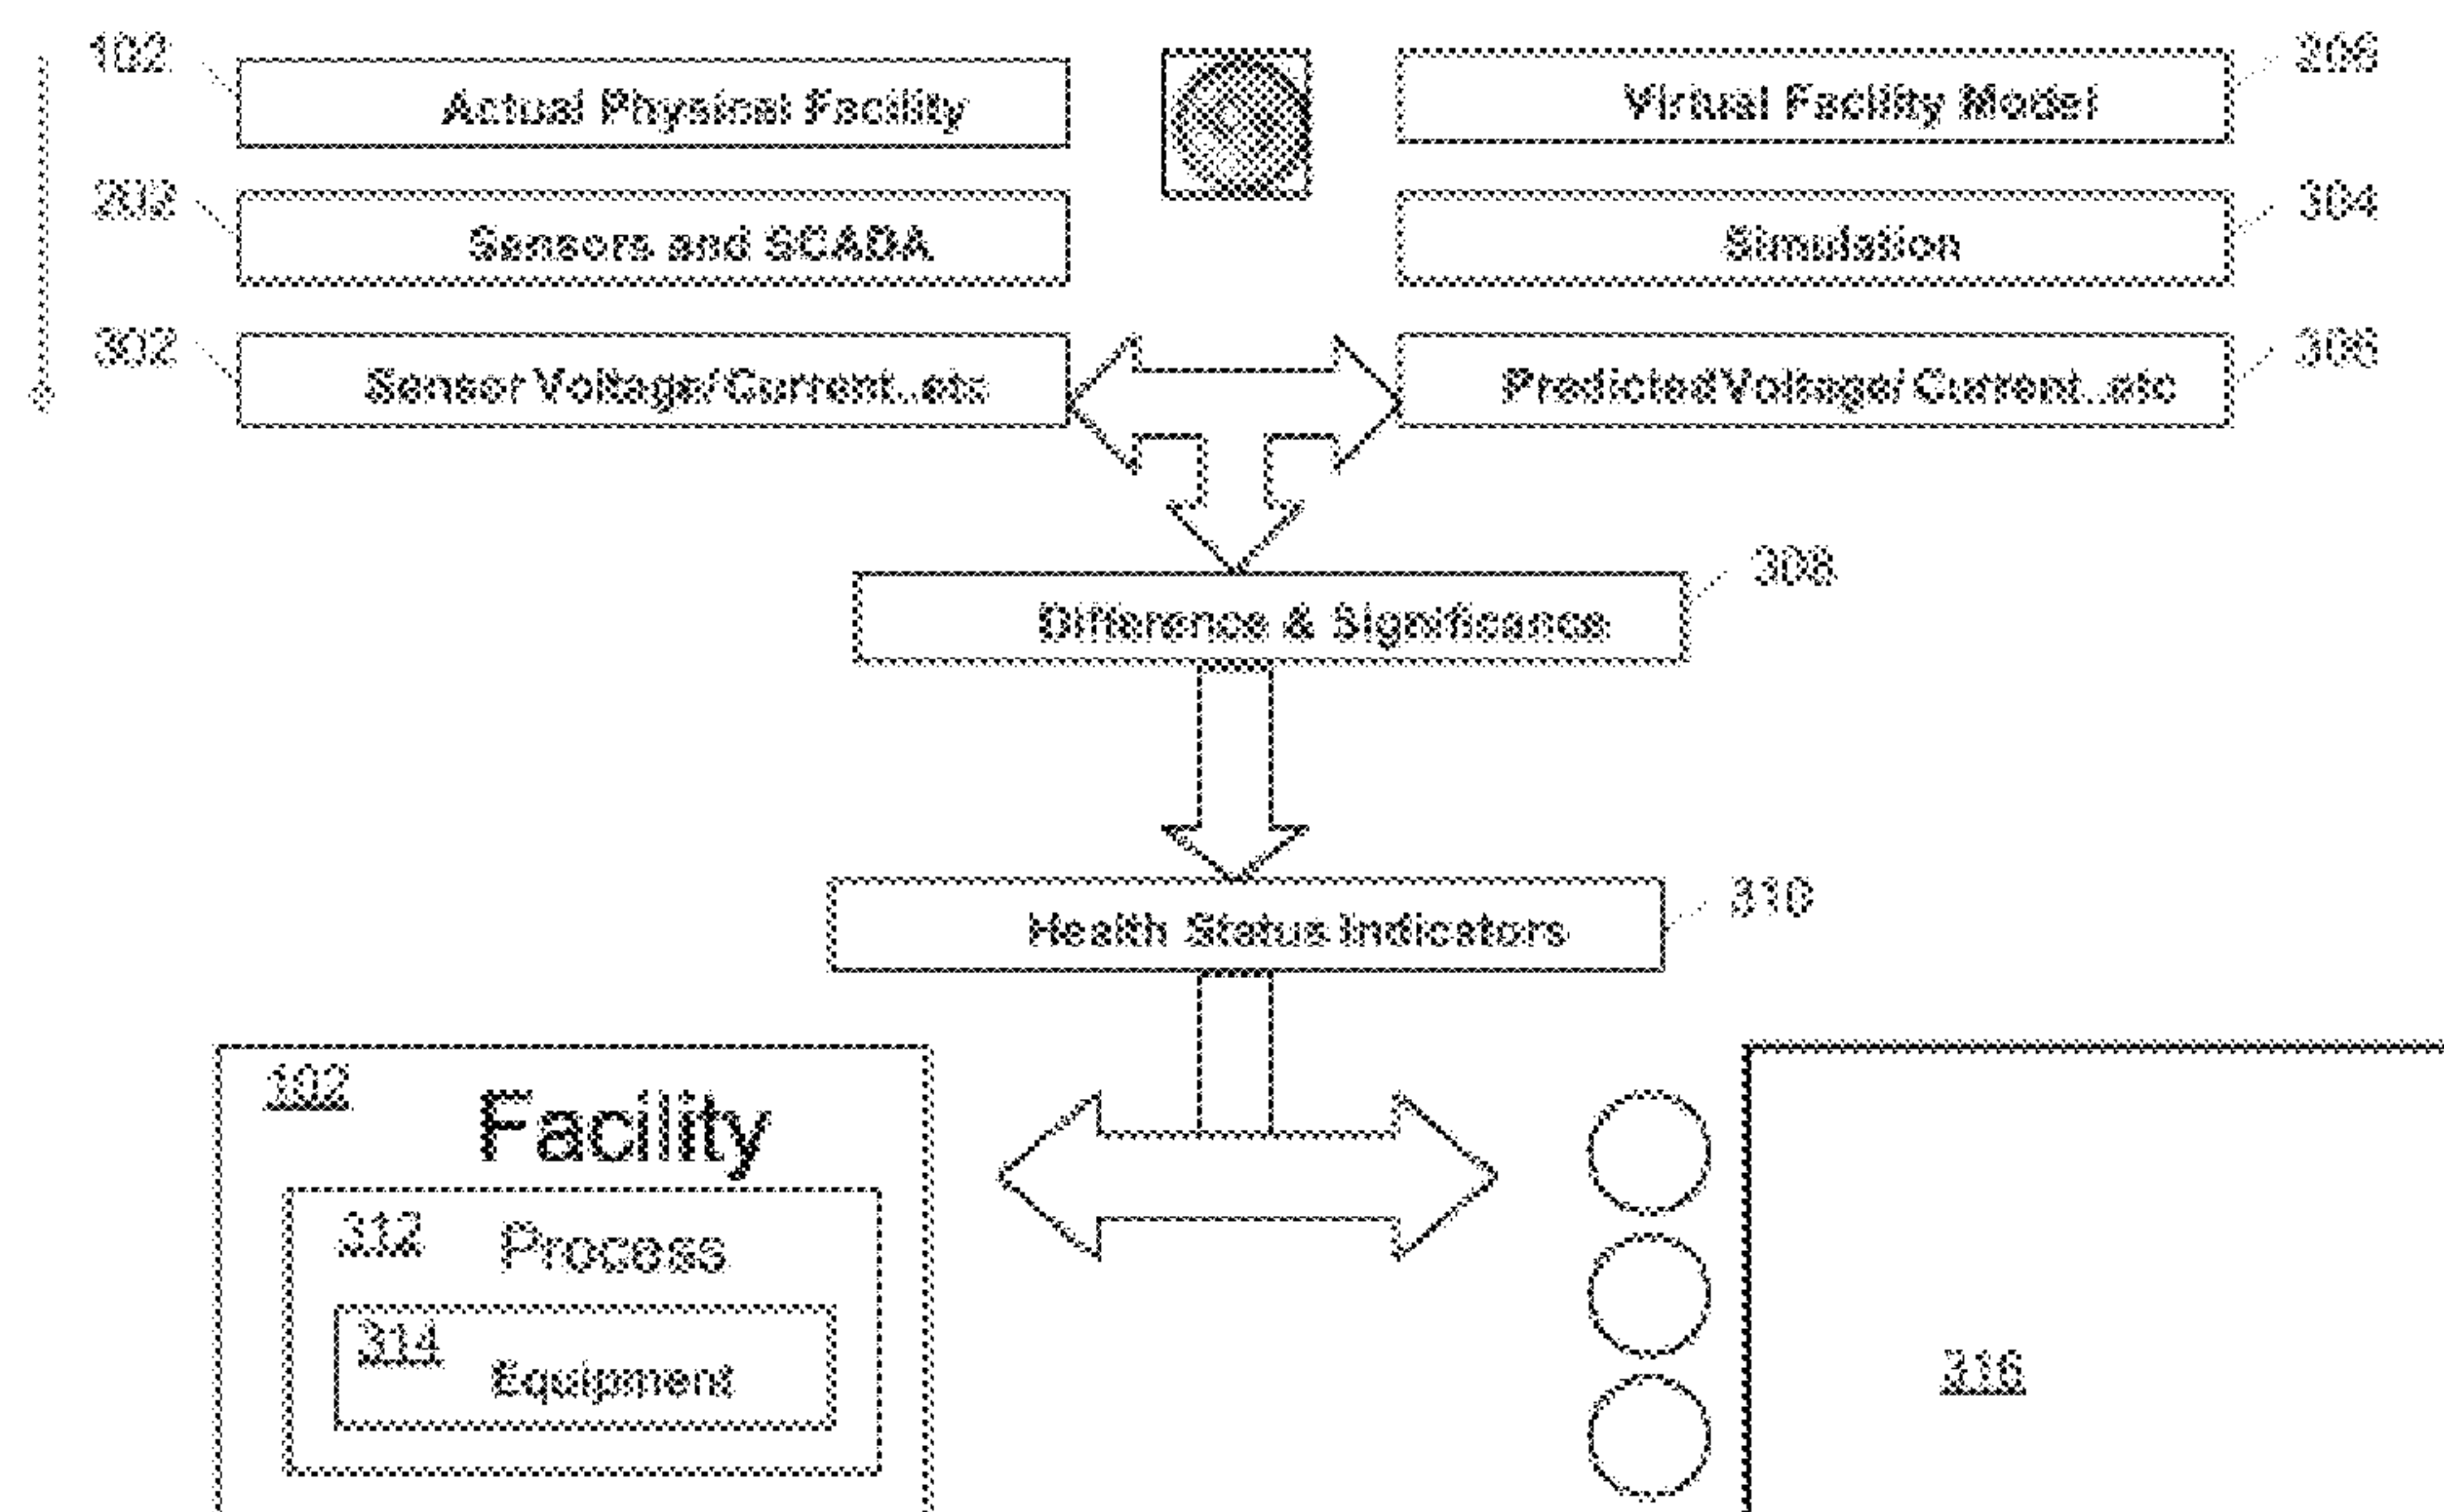 102
Actual Physical Facility
Virtual Facility Model
206
202
Sensors and SCADA
Simulation
304
302
Sensor Voltage/Current..etc
Predicted Voltage/Current...etc
306
Difference & Significance
308
Health Status Indicators
310
102
Facility
312
Process
314
Equipment
316